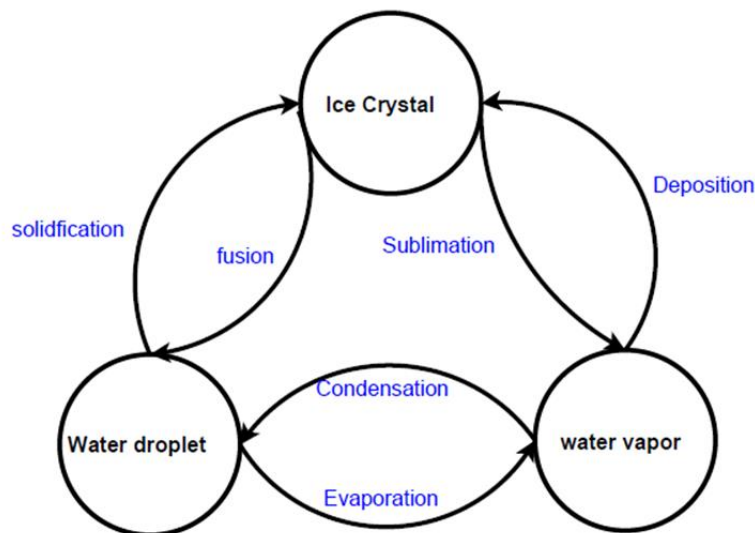 Ice Crystal
Deposition
solidfication
fusion
Sublimation
Condensation
Water droplet
water vapor
Evaporation